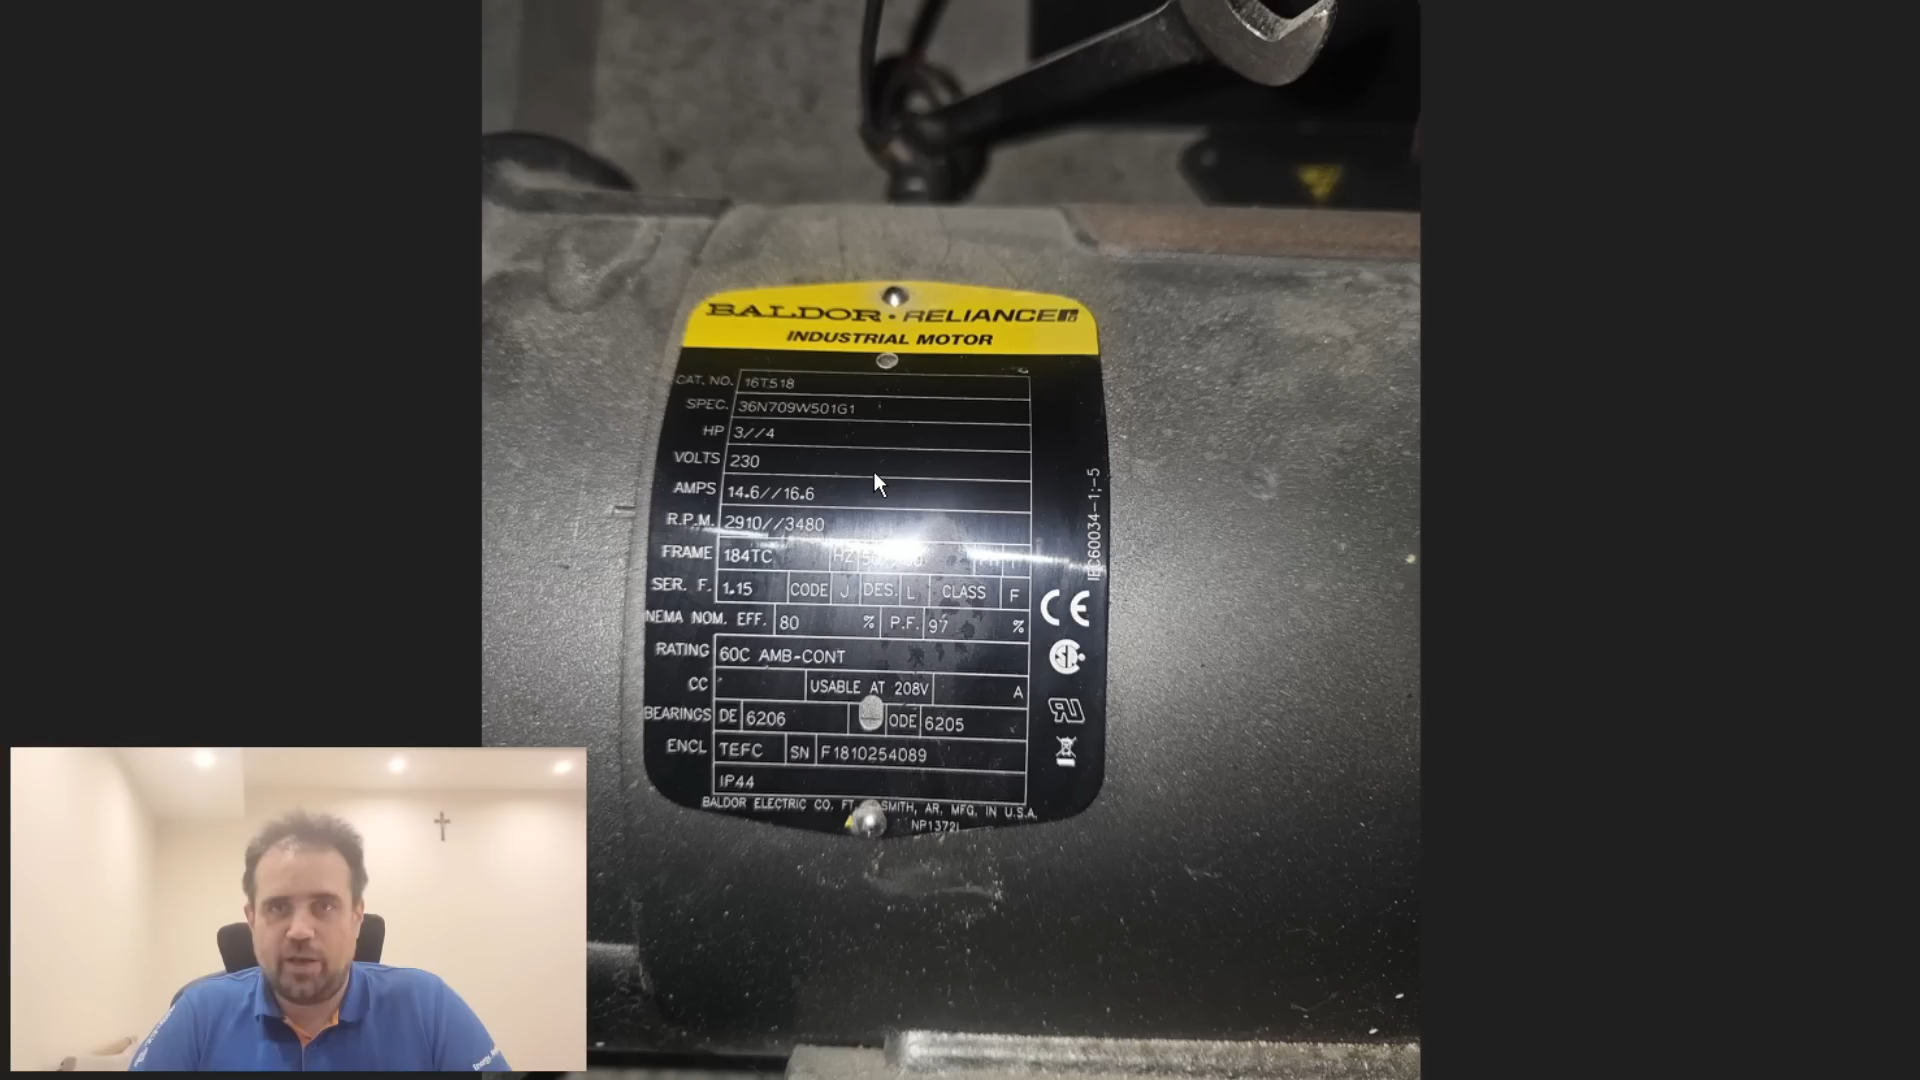 BALDOR • RELIANCE
INDUSTRIAL MOTOR
CAT. NO. 16T518
SPEC. 36N709W501G1
HP 3//4
VOLTS 230
AMPS 14.6//16.6
R.P.M. 2910//3480
FRAME 184TC HZ
SER. F. 1.15 CODE J DES. L CLASS F
NEMA NOM. EFF. 80 % P.F. 97 %
RATING 60C AMB-CONT
CC USABLE AT 208V A
BEARINGS DE 6206 ODE 6205
ENCL TEFC SN F1810254089
IP44
BALDOR ELECTRIC CO. FT. SMITH, AR. MFG. IN U.S.A.
IEC60034-1;-5
CE